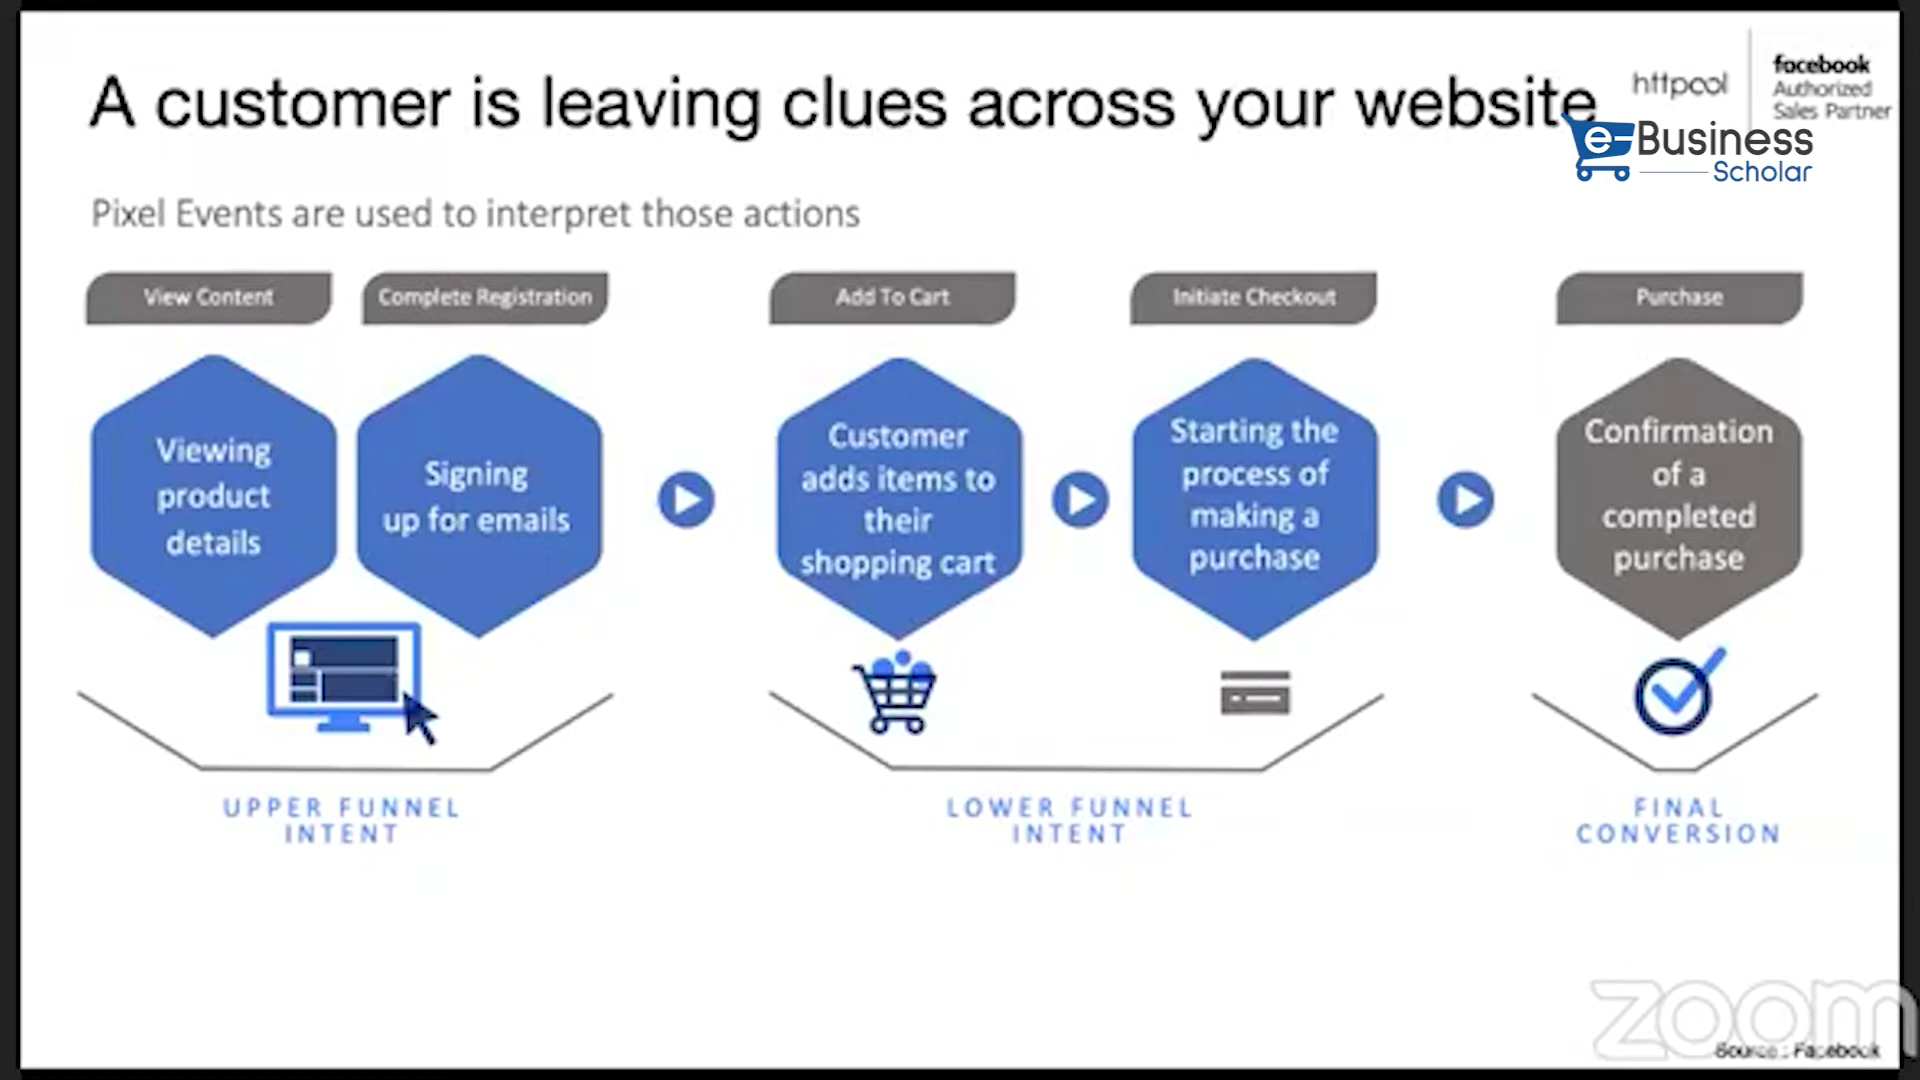 A customer is leaving clues across your website
httpool
facebook
Authorized
Sales Partner
e-Business
Scholar
Pixel Events are used to interpret those actions
View Content
Complete Registration
Add To Cart
Initiate Checkout
Purchase
Viewing
product
details
Signing
up for emails
Customer
adds items to
their
shopping cart
Starting the
process of
making a
purchase
Confirmation
of a
completed
purchase
UPPER FUNNEL
INTENT
LOWER FUNNEL
INTENT
FINAL
CONVERSION
zoom
Source : Facebook